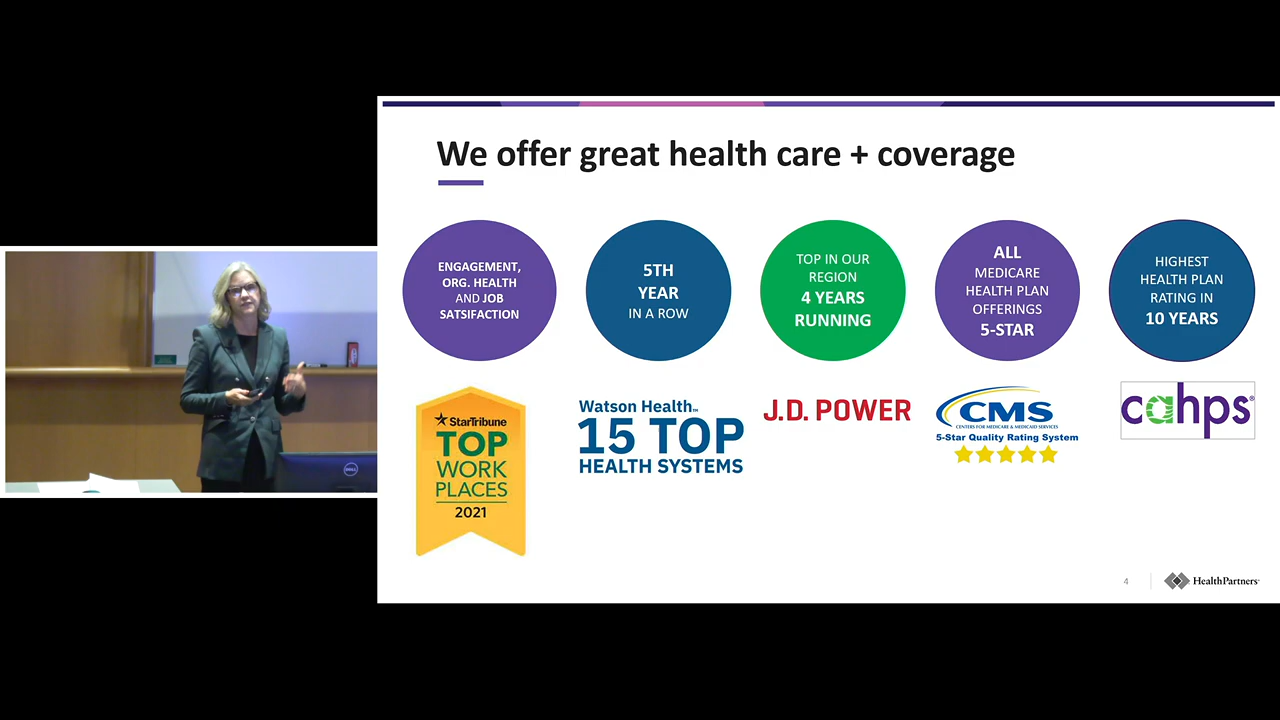 We offer great health care + coverage
ENGAGEMENT,
ORG. HEALTH
AND JOB
SATSIFACTION
5TH
YEAR
IN A ROW
TOP IN OUR
REGION
4 YEARS
RUNNING
ALL
MEDICARE
HEALTH PLAN
OFFERINGS
5-STAR
HIGHEST
HEALTH PLAN
RATING IN
10 YEARS
StarTribune
TOP
WORK
PLACES
2021
Watson Health™
15 TOP
HEALTH SYSTEMS
J.D. POWER
CMS
CENTERS FOR MEDICARE & MEDICAID SERVICES
5-Star Quality Rating System
cahps®
DELL
4
HealthPartners®